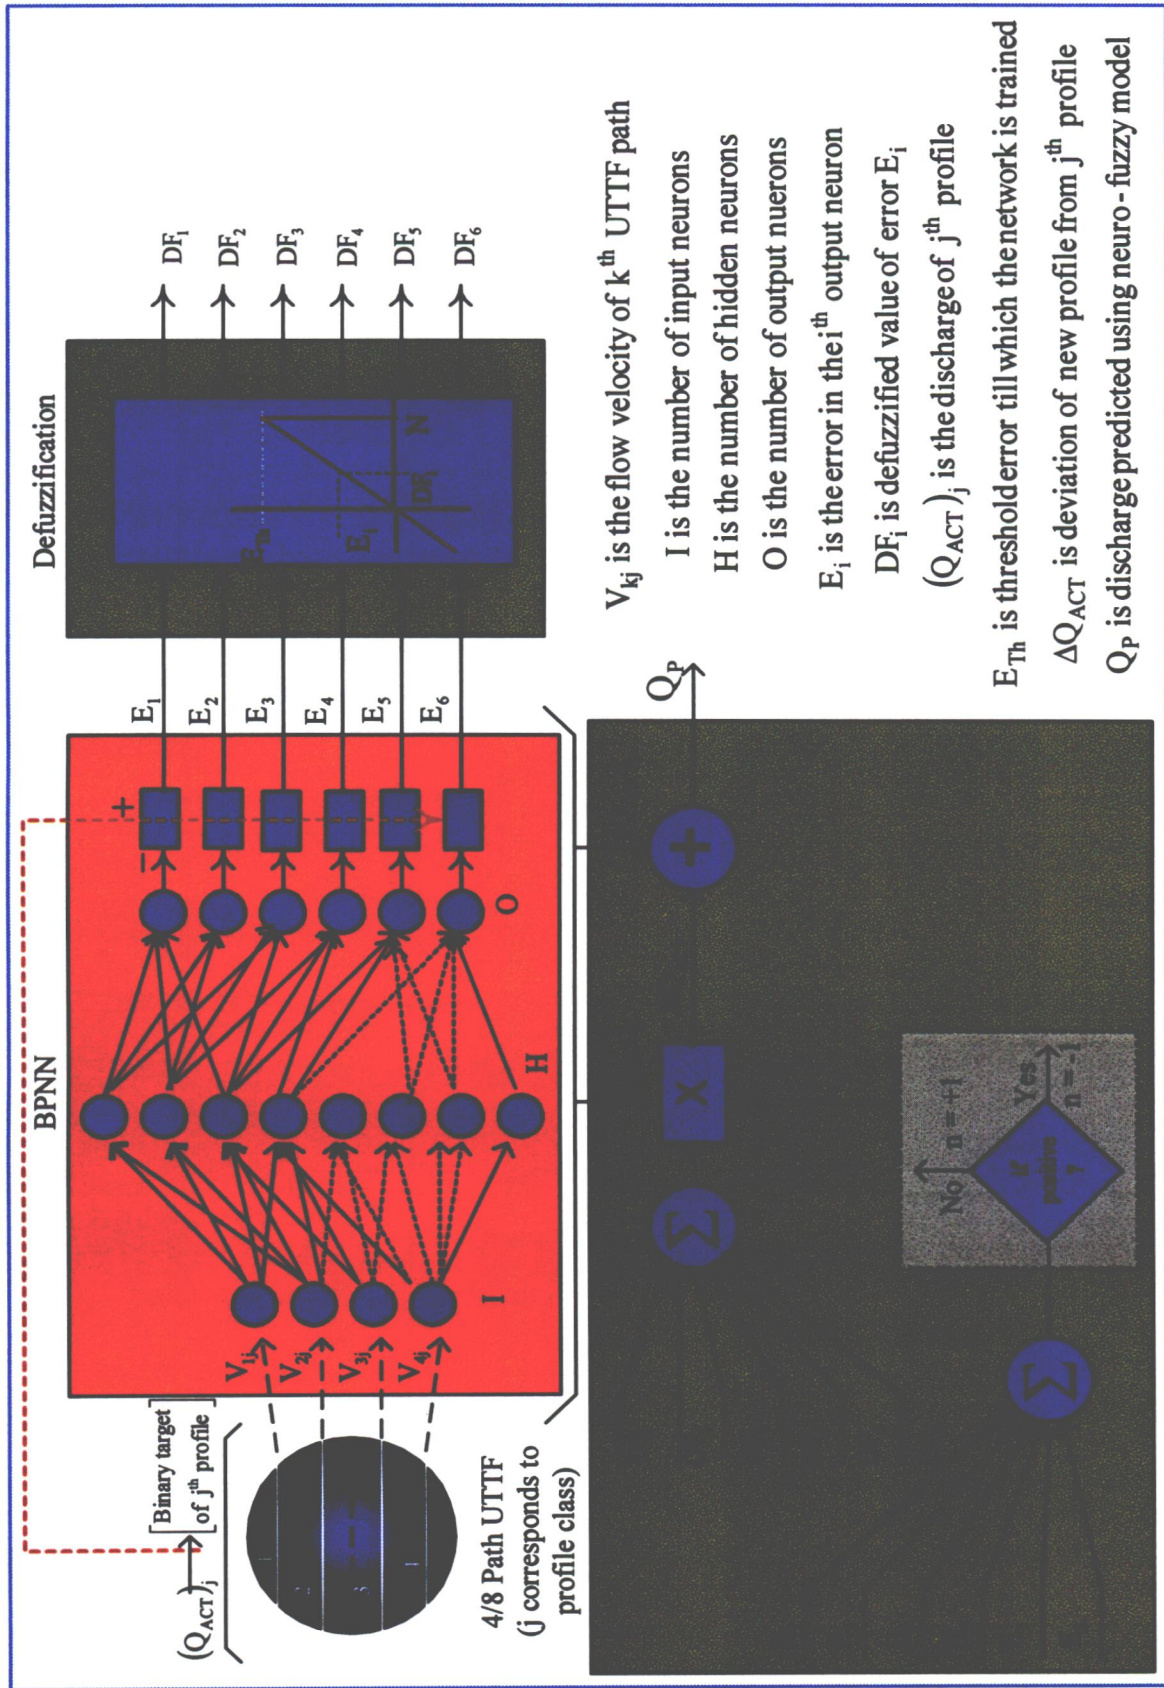 (Q_ACT)_j
[Binary target
of j^th profile]
BPNN
Defuzzification
4/8 Path UTTF
(j corresponds to
profile class)
V_1j
V_2j
V_3j
V_4j
I
H
O
−
+
E_1
E_2
E_3
E_4
E_5
E_6
E_Th
E_i
DF_i
N
DF_1
DF_2
DF_3
DF_4
DF_5
DF_6
Σ
X
+
Q_P
Σ
If
positive
?
No
n = +1
Yes
n = -1
V_kj is the flow velocity of k^th UTTF path
I is the number of input neurons
H is the number of hidden neurons
O is the number of output nuerons
E_i is the error in the i^th output neuron
DF_i is defuzzified value of error E_i
(Q_ACT)_j is the discharge of j^th profile
E_Th is threshold error till which the network is trained
ΔQ_ACT is deviation of new profile from j^th profile
Q_P is discharge predicted using neuro-fuzzy model